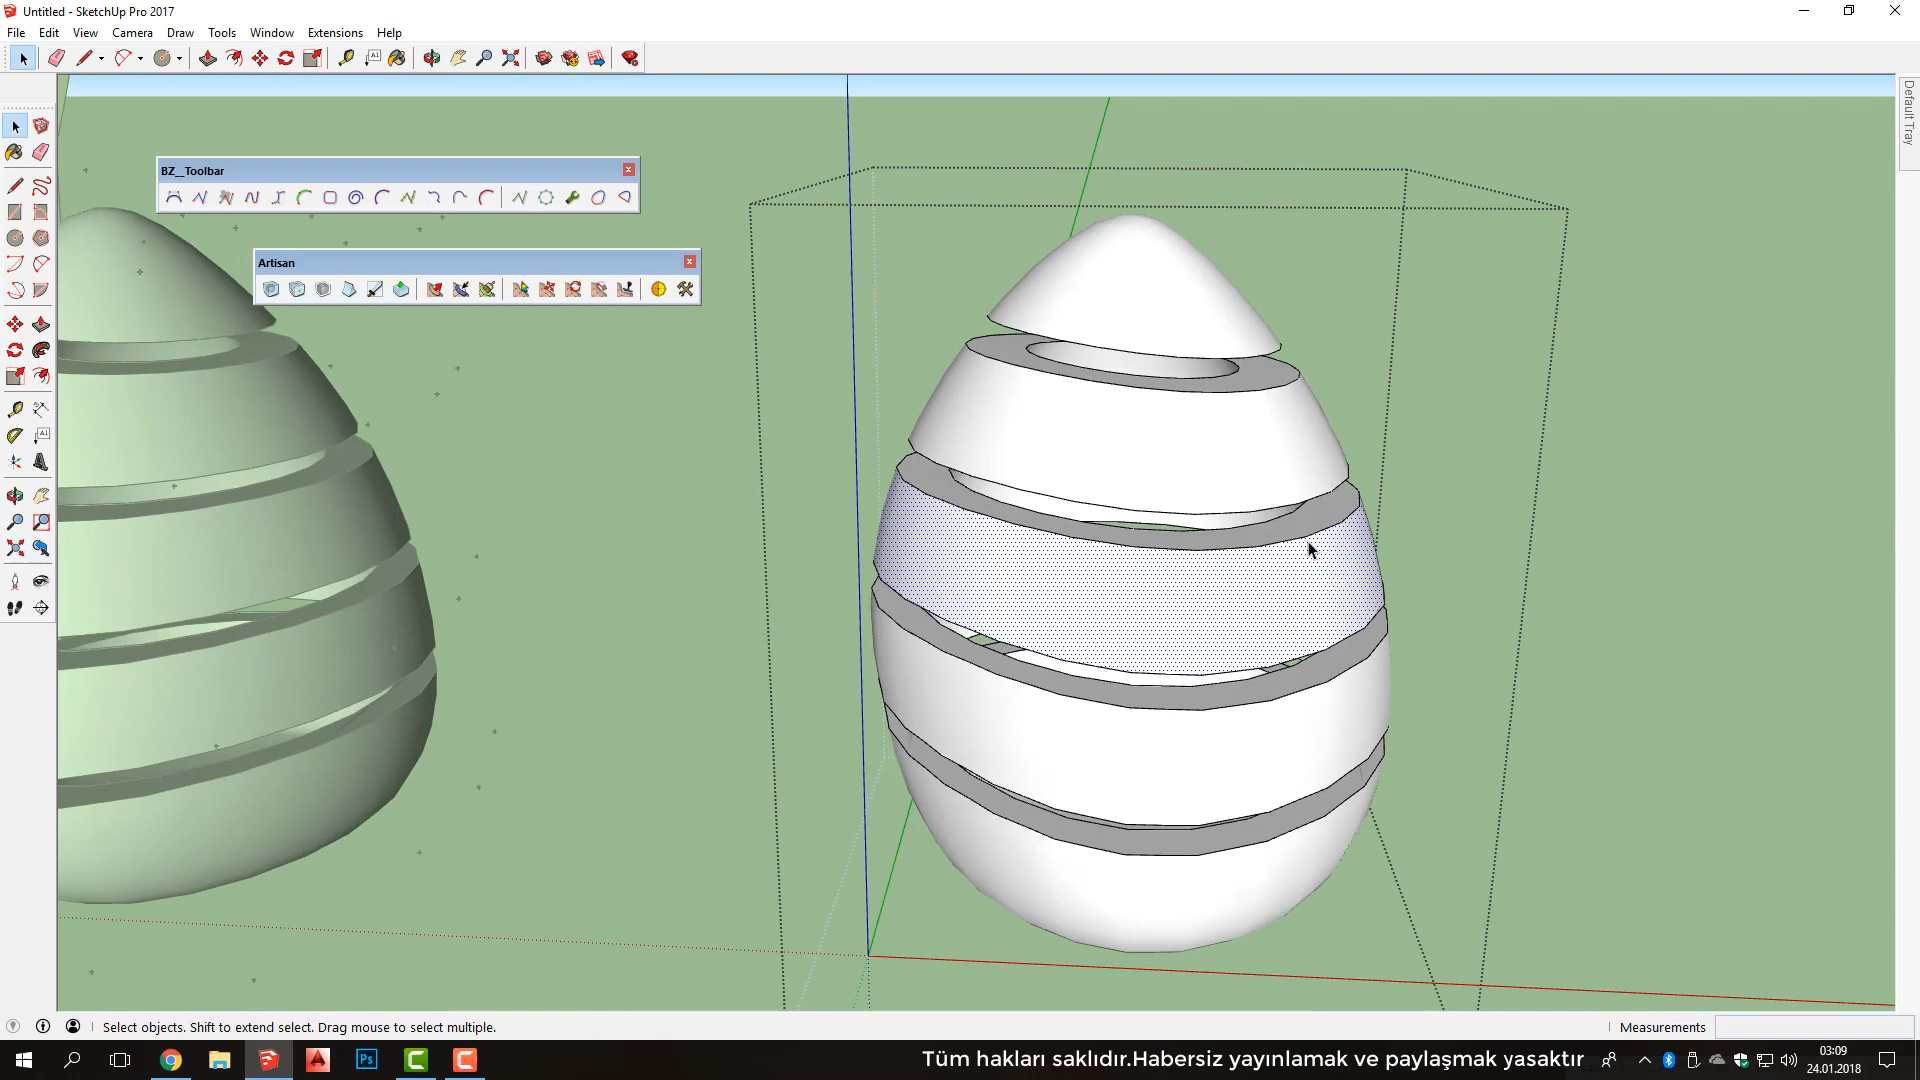 Untitled - SketchUp Pro 2017
File Edit View Camera Draw Tools Window Extensions Help
Default Tray
BZ__Toolbar
Artisan
Select objects. Shift to extend select. Drag mouse to select multiple.
Measurements
Tüm hakları saklıdır.Habersiz yayınlamak ve paylaşmak yasaktır
03:09
24.01.2018